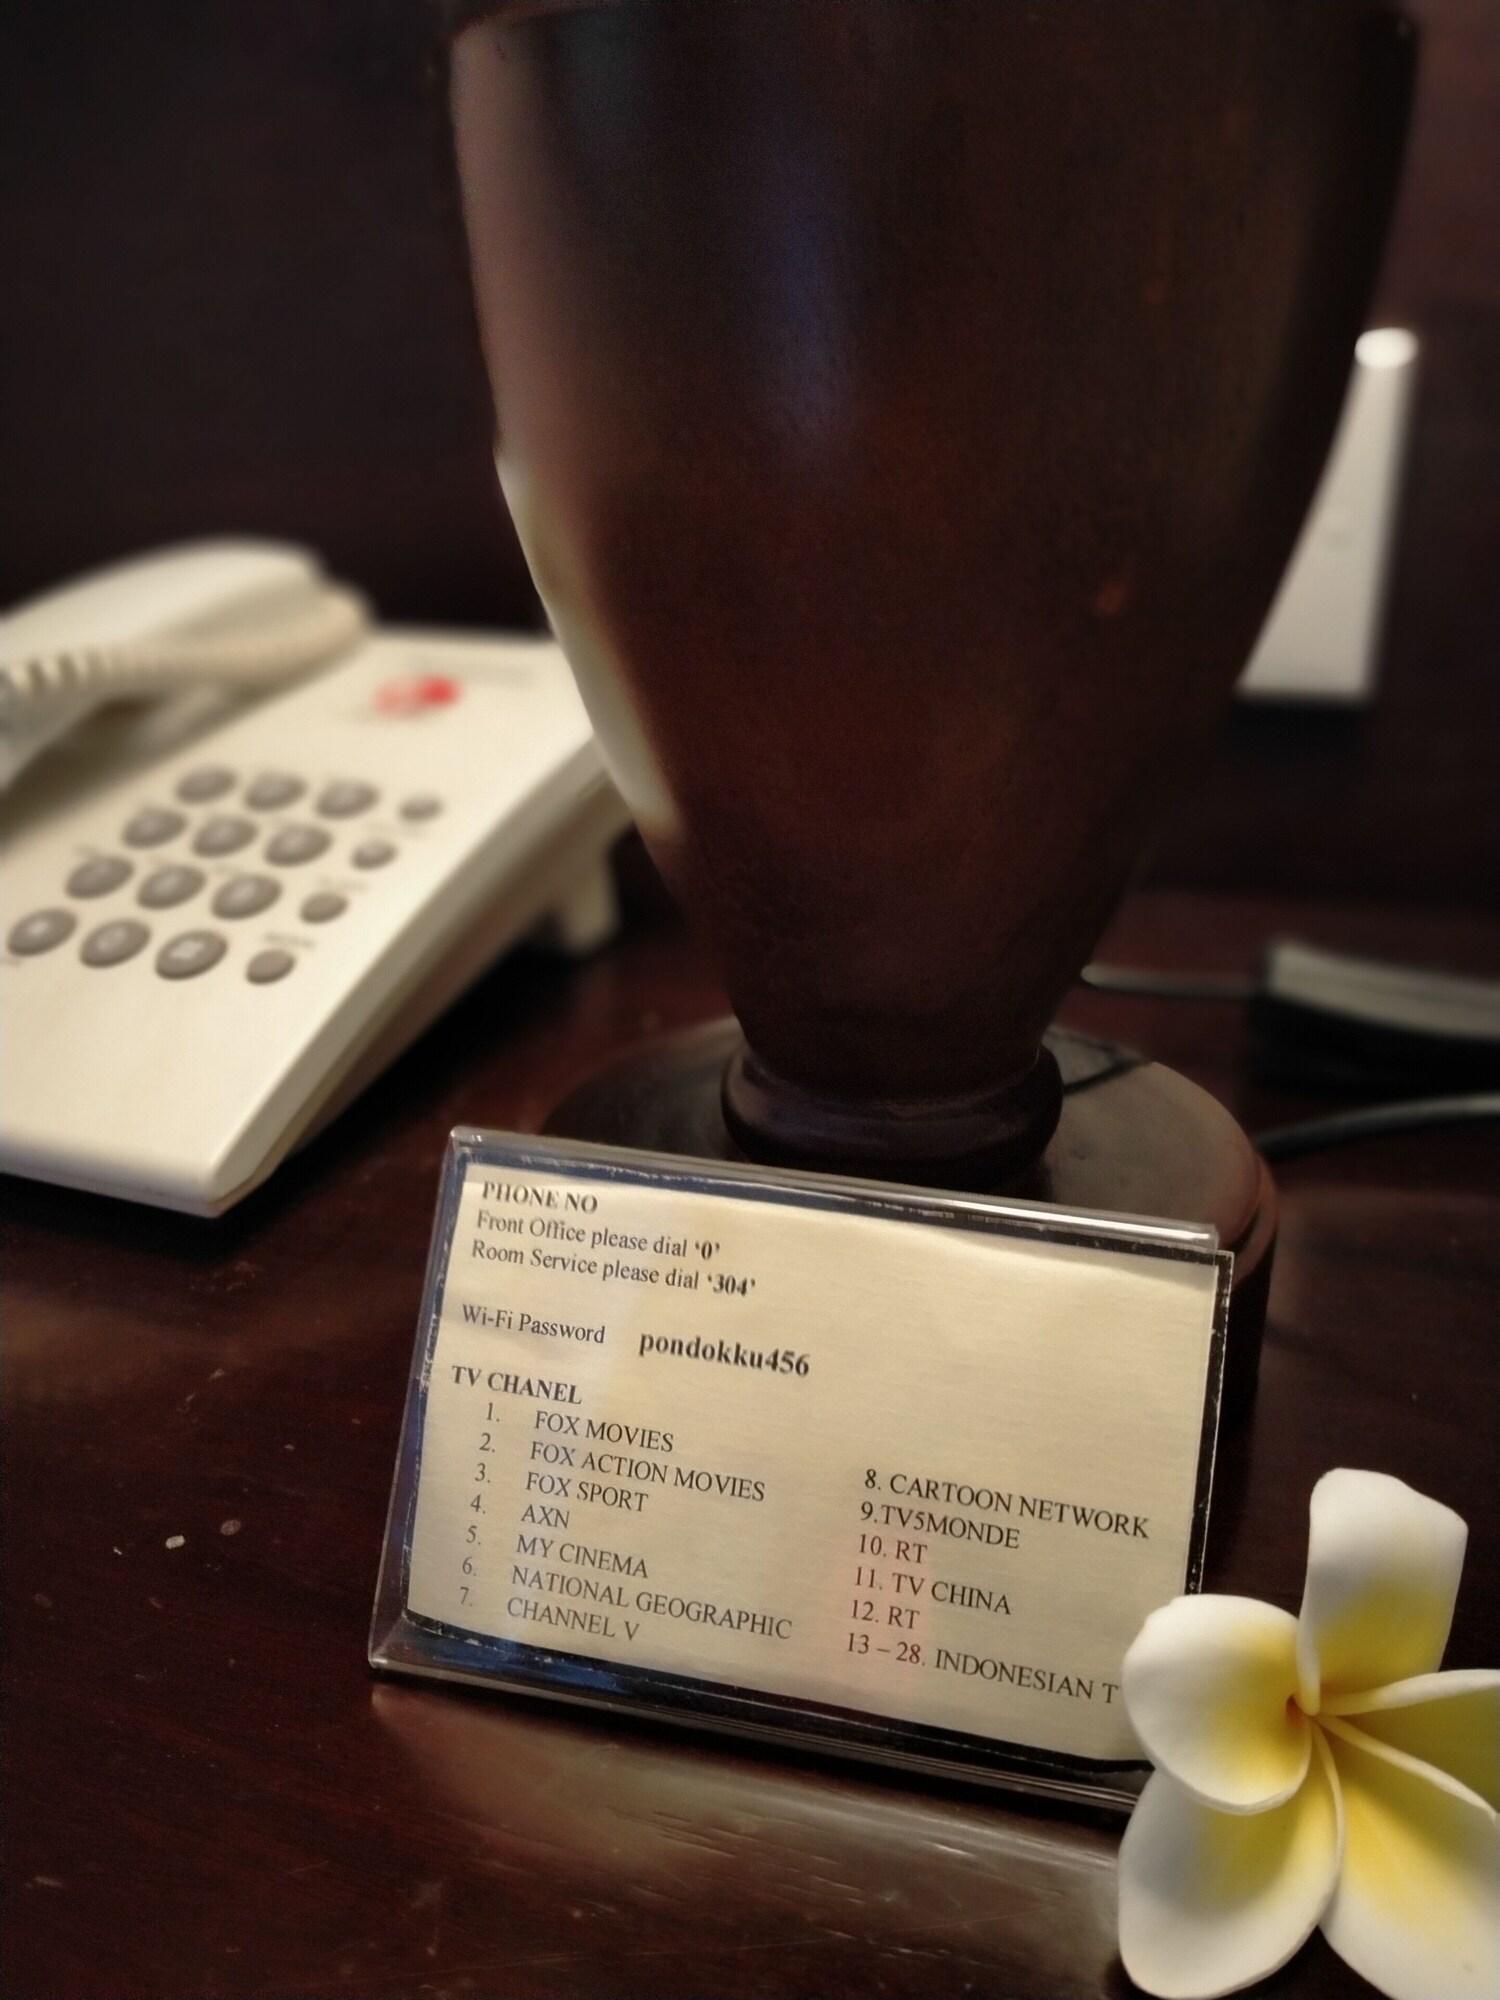 PHONE NO
Front Office please dial '0'
Room Service please dial '304'
Wi-Fi Password pondokku456
TV CHANEL
1. FOX MOVIES
2. FOX ACTION MOVIES
3. FOX SPORT
4. AXN
5. MY CINEMA
6. NATIONAL GEOGRAPHIC
7. CHANNEL V
8. CARTOON NETWORK
9.TV5MONDE
10. RT
11. TV CHINA
12. RT
13 – 28. INDONESIAN T